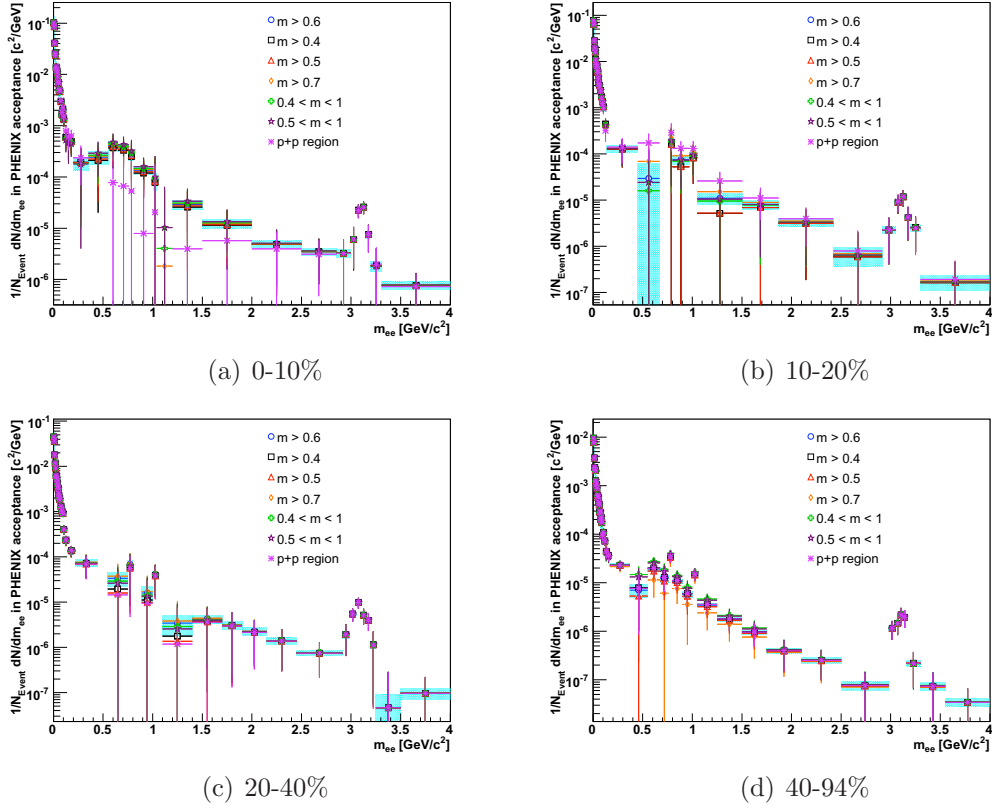 1/N_Event dN/dm_ee in PHENIX acceptance [c²/GeV]
10⁻¹
10⁻²
10⁻³
10⁻⁴
10⁻⁵
10⁻⁶
m > 0.6
m > 0.4
m > 0.5
m > 0.7
0.4 < m < 1
0.5 < m < 1
p+p region
0 0.5 1 1.5 2 2.5 3 3.5 4
m_ee [GeV/c²]
(a) 0-10%
1/N_Event dN/dm_ee in PHENIX acceptance [c²/GeV]
10⁻¹
10⁻²
10⁻³
10⁻⁴
10⁻⁵
10⁻⁶
10⁻⁷
m > 0.6
m > 0.4
m > 0.5
m > 0.7
0.4 < m < 1
0.5 < m < 1
p+p region
0 0.5 1 1.5 2 2.5 3 3.5 4
m_ee [GeV/c²]
(b) 10-20%
1/N_Event dN/dm_ee in PHENIX acceptance [c²/GeV]
10⁻¹
10⁻²
10⁻³
10⁻⁴
10⁻⁵
10⁻⁶
10⁻⁷
m > 0.6
m > 0.4
m > 0.5
m > 0.7
0.4 < m < 1
0.5 < m < 1
p+p region
0 0.5 1 1.5 2 2.5 3 3.5 4
m_ee [GeV/c²]
(c) 20-40%
1/N_Event dN/dm_ee in PHENIX acceptance [c²/GeV]
10⁻²
10⁻³
10⁻⁴
10⁻⁵
10⁻⁶
10⁻⁷
m > 0.6
m > 0.4
m > 0.5
m > 0.7
0.4 < m < 1
0.5 < m < 1
p+p region
0 0.5 1 1.5 2 2.5 3 3.5 4
m_ee [GeV/c²]
(d) 40-94%